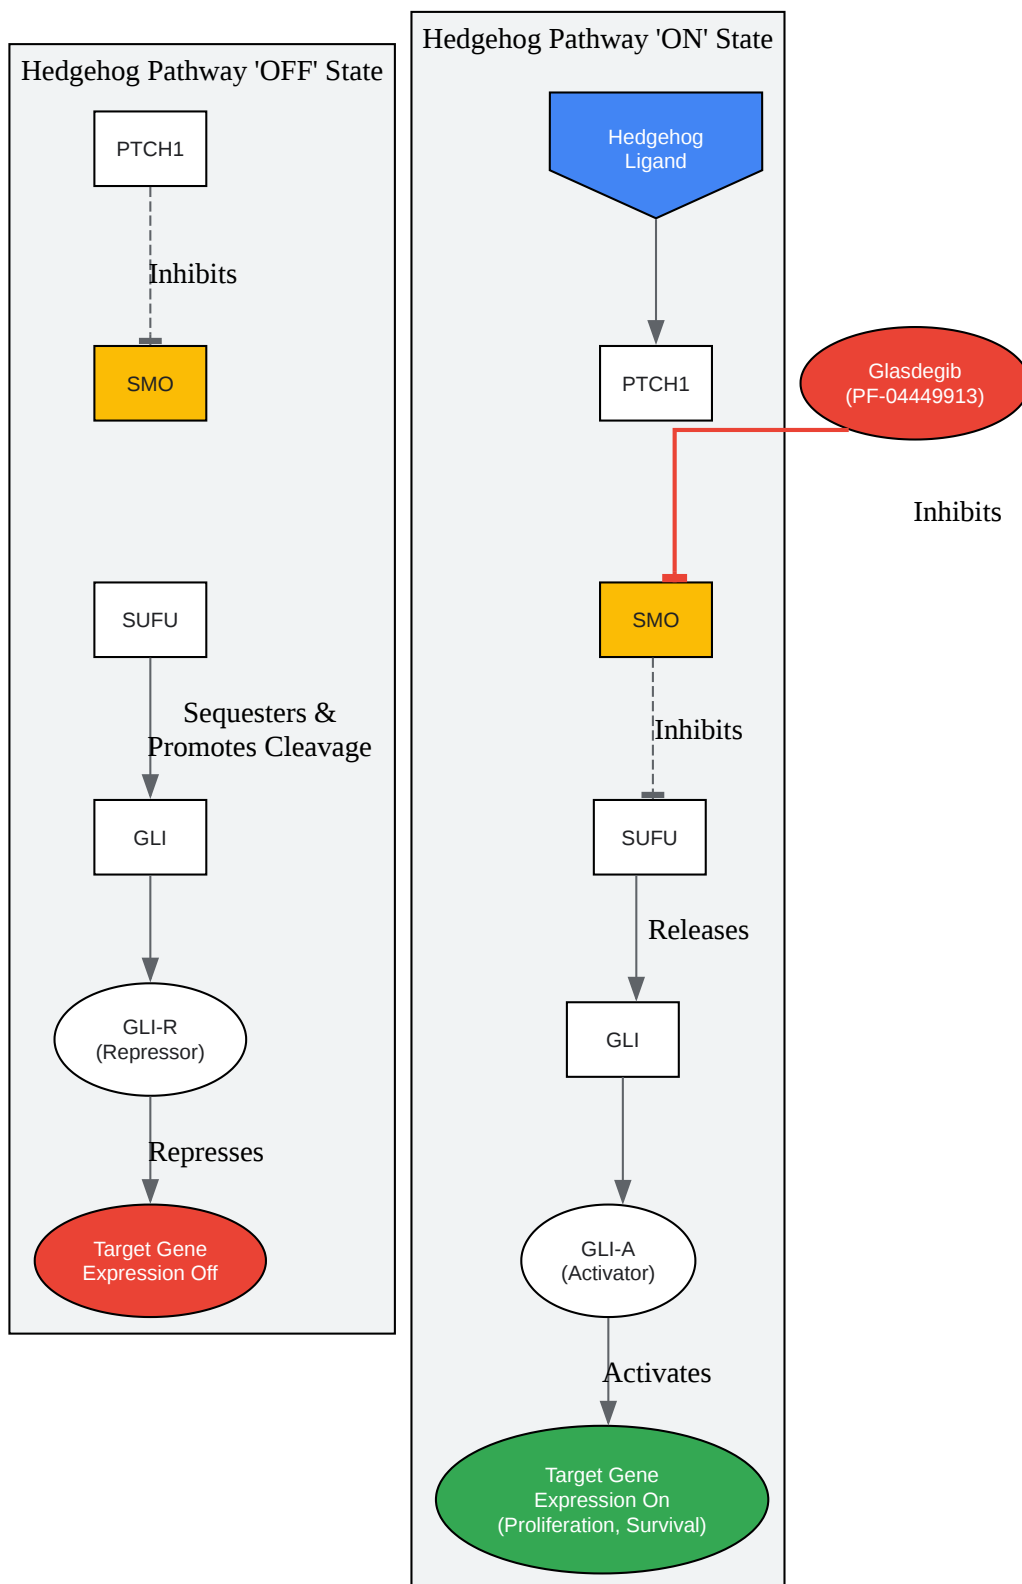 Hedgehog Pathway 'OFF' State
PTCH1
Inhibits
SMO
SUFU
Sequesters &
Promotes Cleavage
GLI
GLI-R
(Repressor)
Represses
Target Gene
Expression Off
Hedgehog Pathway 'ON' State
Hedgehog
Ligand
PTCH1
Glasdegib
(PF-04449913)
Inhibits
SMO
Inhibits
SUFU
Releases
GLI
GLI-A
(Activator)
Activates
Target Gene
Expression On
(Proliferation, Survival)